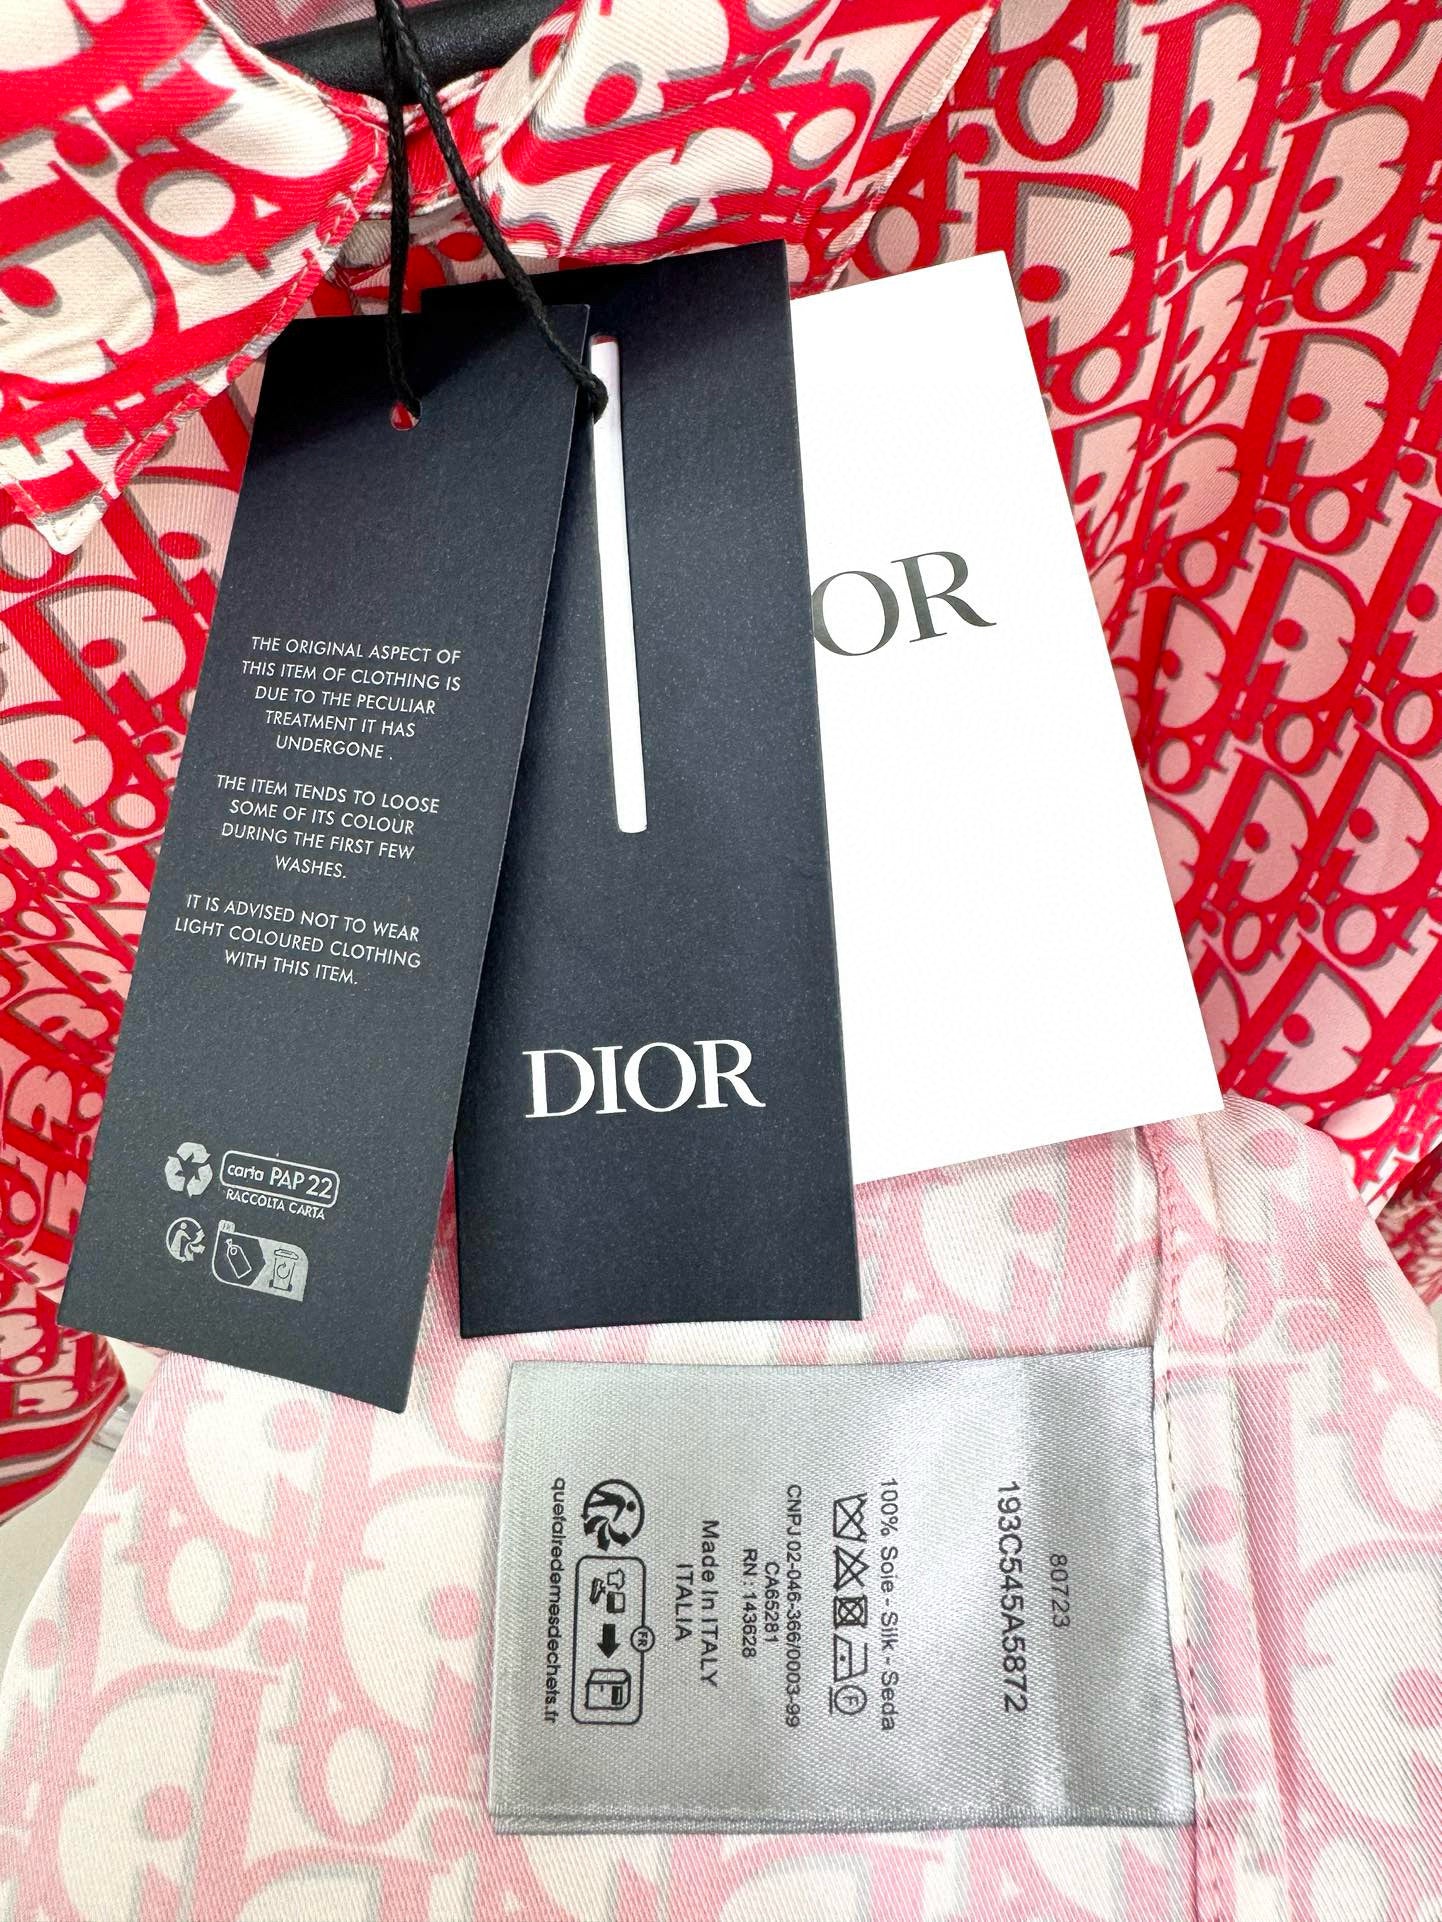 THE ORIGINAL ASPECT OF
THIS ITEM OF CLOTHING IS
DUE TO THE PECULIAR
TREATMENT IT HAS
UNDERGONE .
THE ITEM TENDS TO LOOSE
SOME OF ITS COLOUR
DURING THE FIRST FEW
WASHES.
IT IS ADVISED NOT TO WEAR
LIGHT COLOURED CLOTHING
WITH THIS ITEM.
carta PAP 22
RACCOLTA CARTA
FR
DIOR
OR
80723
193C545A5872
100% Soie - Silk - Seda
F
CNPJ 02-046-366/0003-99
CA65281
RN : 143628
Made In ITALY
ITALIA
FR
quefairedemesdechets.fr